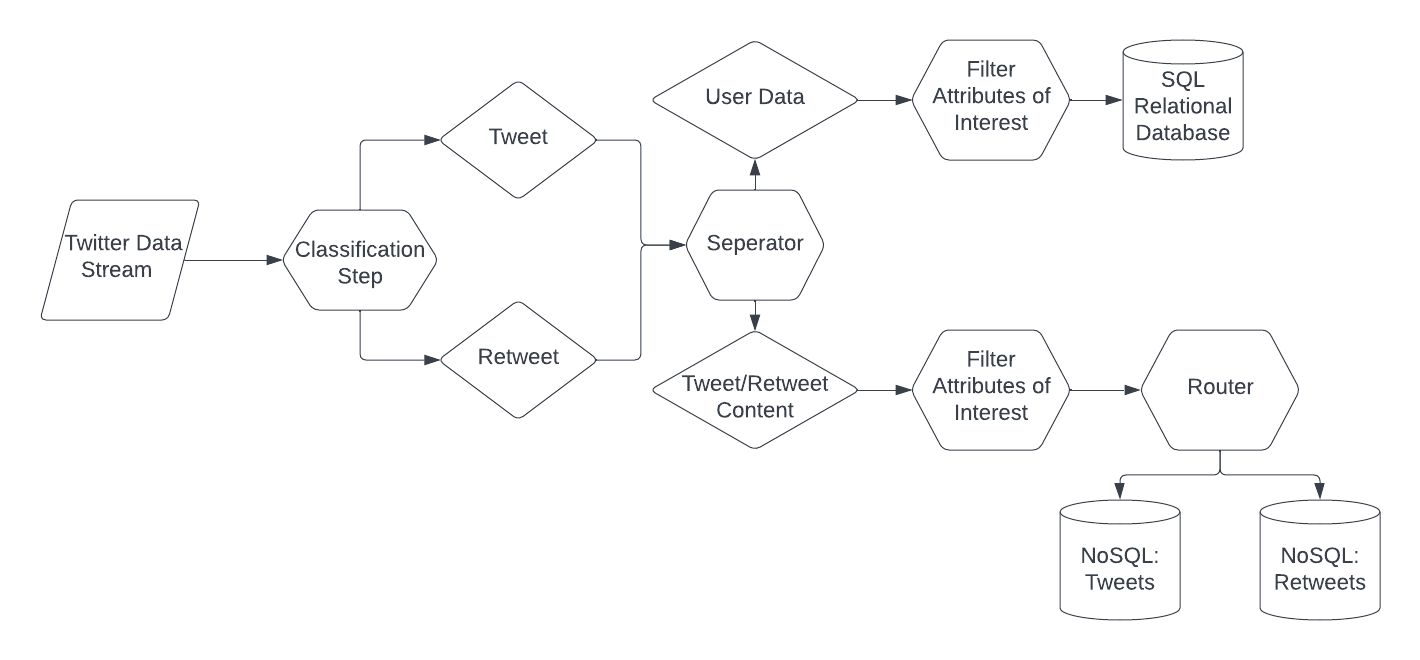 Twitter Data
Stream
Classification
Step
Tweet
Retweet
Seperator
User Data
Filter
Attributes of
Interest
SQL
Relational
Database
Tweet/Retweet
Content
Filter
Attributes of
Interest
Router
NoSQL:
Tweets
NoSQL:
Retweets